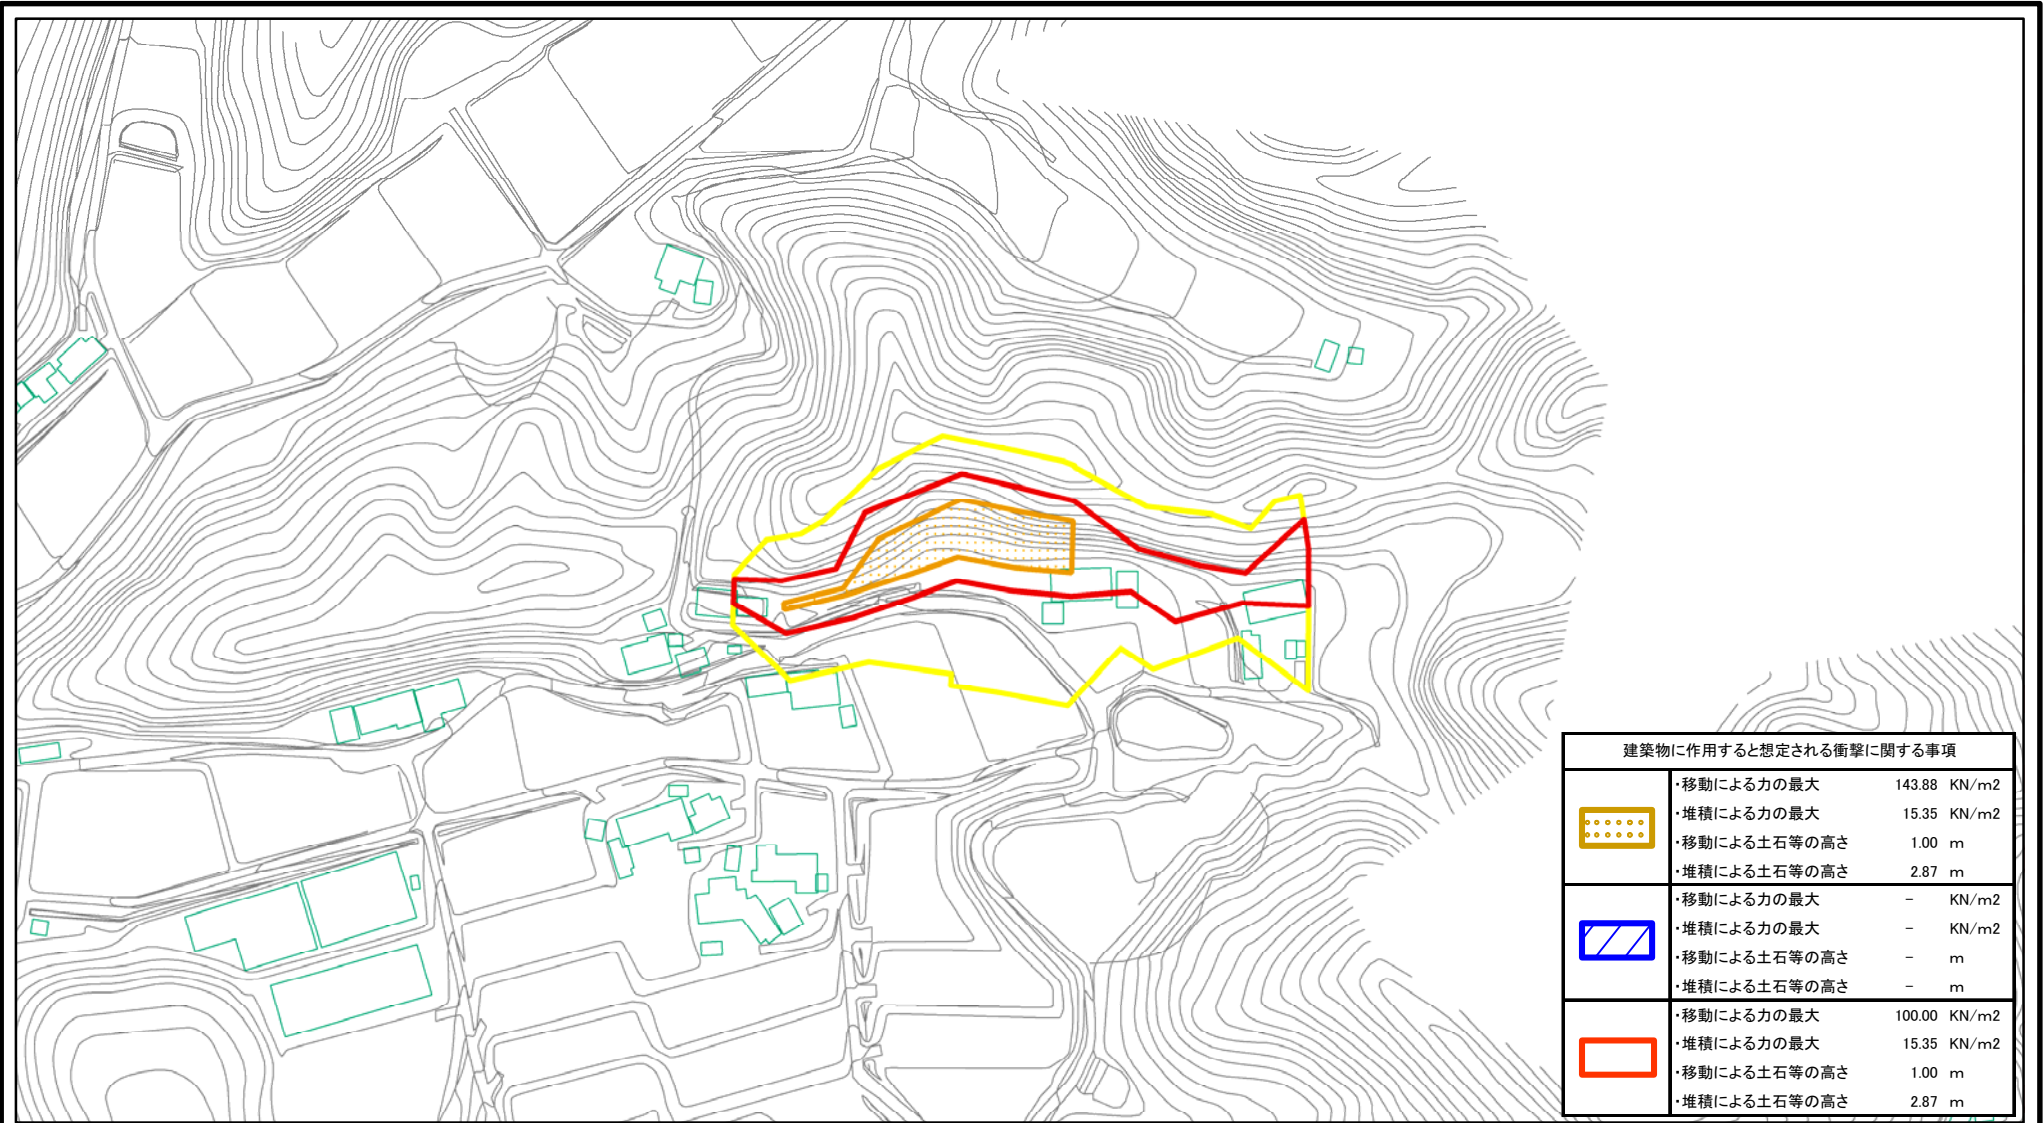 建築物に作用すると想定される衝撃に関する事項
・移動による力の最大 143.88 KN/m2
・堆積による力の最大 15.35 KN/m2
・移動による土石等の高さ 1.00 m
・堆積による土石等の高さ 2.87 m
・移動による力の最大 - KN/m2
・堆積による力の最大 - KN/m2
・移動による土石等の高さ - m
・堆積による土石等の高さ - m
・移動による力の最大 100.00 KN/m2
・堆積による力の最大 15.35 KN/m2
・移動による土石等の高さ 1.00 m
・堆積による土石等の高さ 2.87 m